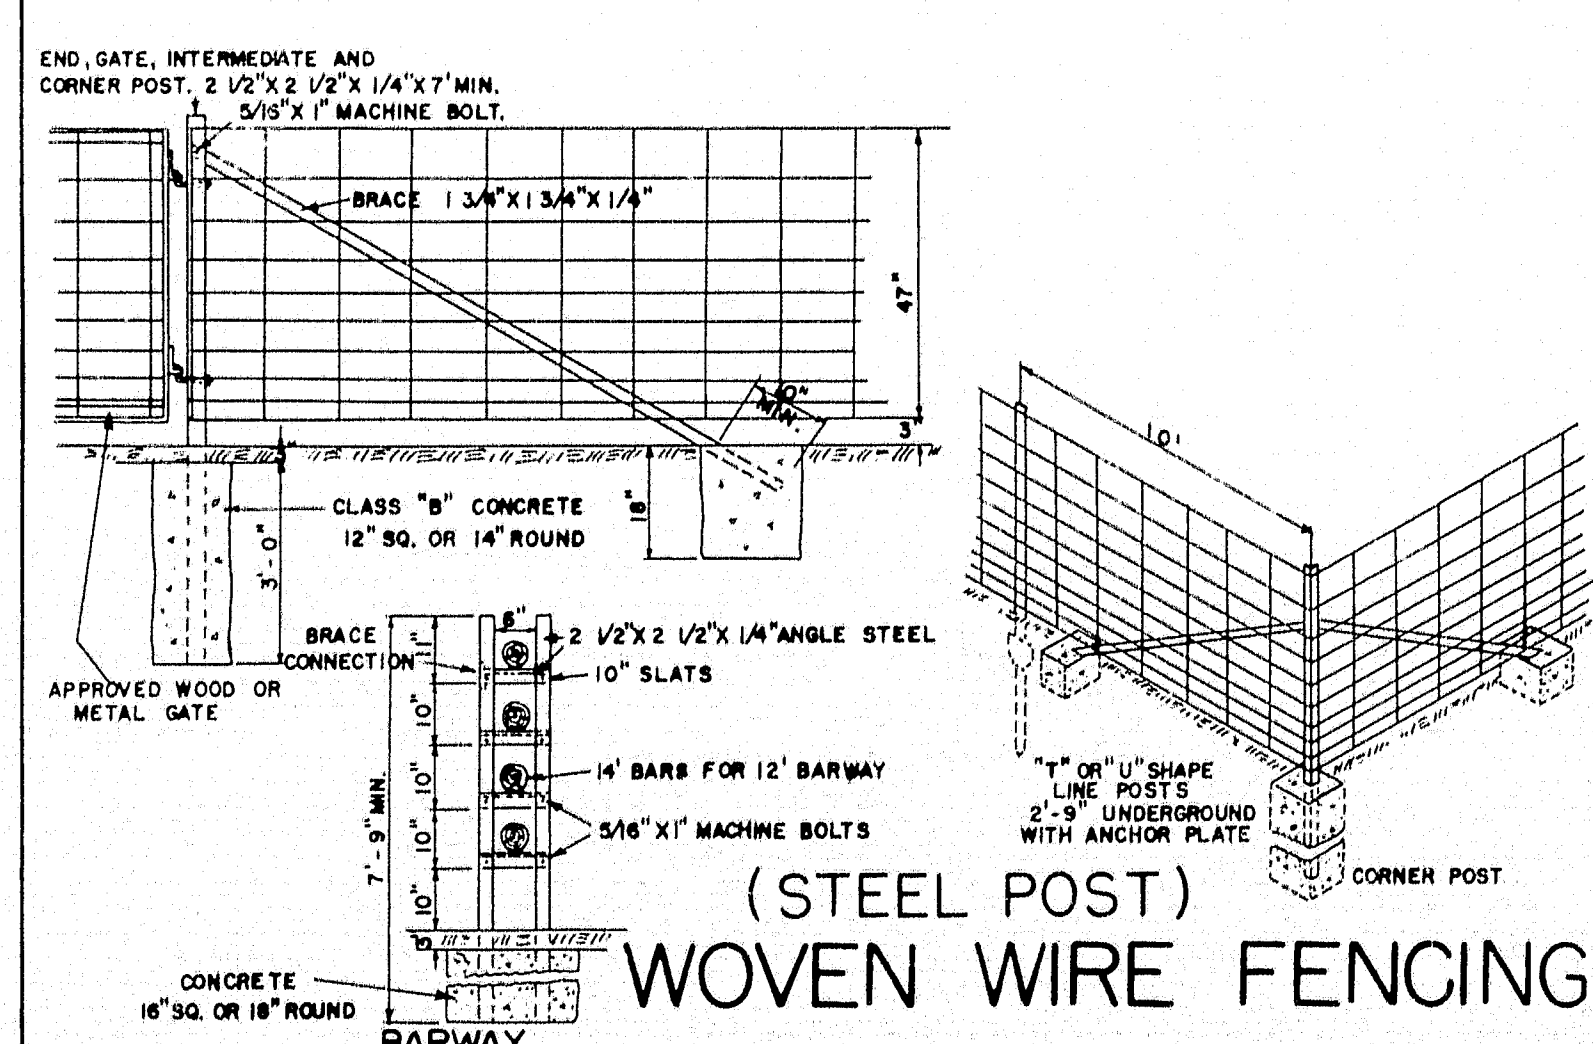 END, GATE, INTERMEDIATE AND
CORNER POST. 2 1/2"X 2 1/2"X 1/4"X 7' MIN.
5/16"X 1" MACHINE BOLT.
BRACE 1 3/4"X 1 3/4"X 1/4"
47"
10"
MIN.
3"
CLASS "B" CONCRETE
12" SQ. OR 14" ROUND
18"
3'-0"
APPROVED WOOD OR
METAL GATE
10'
BRACE
CONNECTION
6"
2 1/2"X 2 1/2"X 1/4" ANGLE STEEL
10" SLATS
11"
10"
10"
10"
10"
7'-9" MIN.
14' BARS FOR 12' BARWAY
5/16"X1" MACHINE BOLTS
"T" OR "U" SHAPE
LINE POSTS
2'-9" UNDERGROUND
WITH ANCHOR PLATE
CORNER POST
CONCRETE
16" SQ. OR 18" ROUND
BARWAY
(STEEL POST)
WOVEN WIRE FENCING